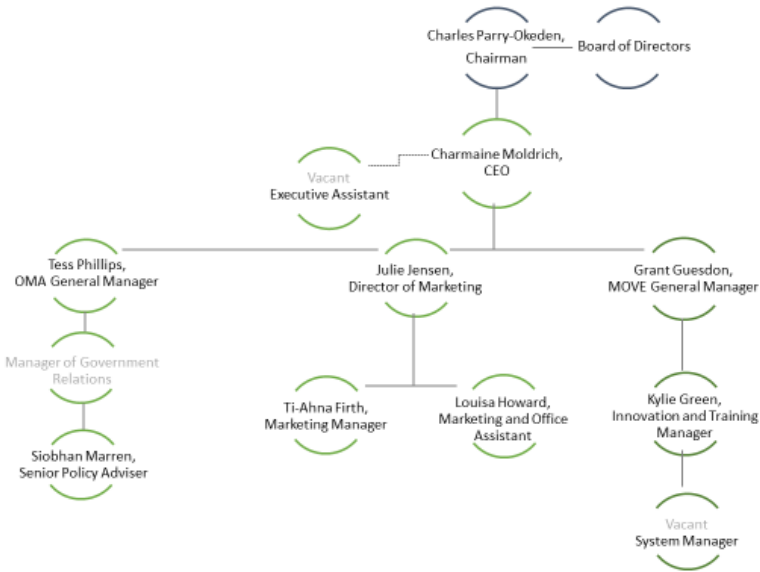 Charles Parry-Okeden,
Chairman
Board of Directors
Charmaine Moldrich,
CEO
Vacant
Executive Assistant
Tess Phillips,
OMA General Manager
Julie Jensen,
Director of Marketing
Grant Guesdon,
MOVE General Manager
Manager of Government
Relations
Ti-Ahna Firth,
Marketing Manager
Louisa Howard,
Marketing and Office
Assistant
Kylie Green,
Innovation and Training
Manager
Siobhan Marren,
Senior Policy Adviser
Vacant
System Manager